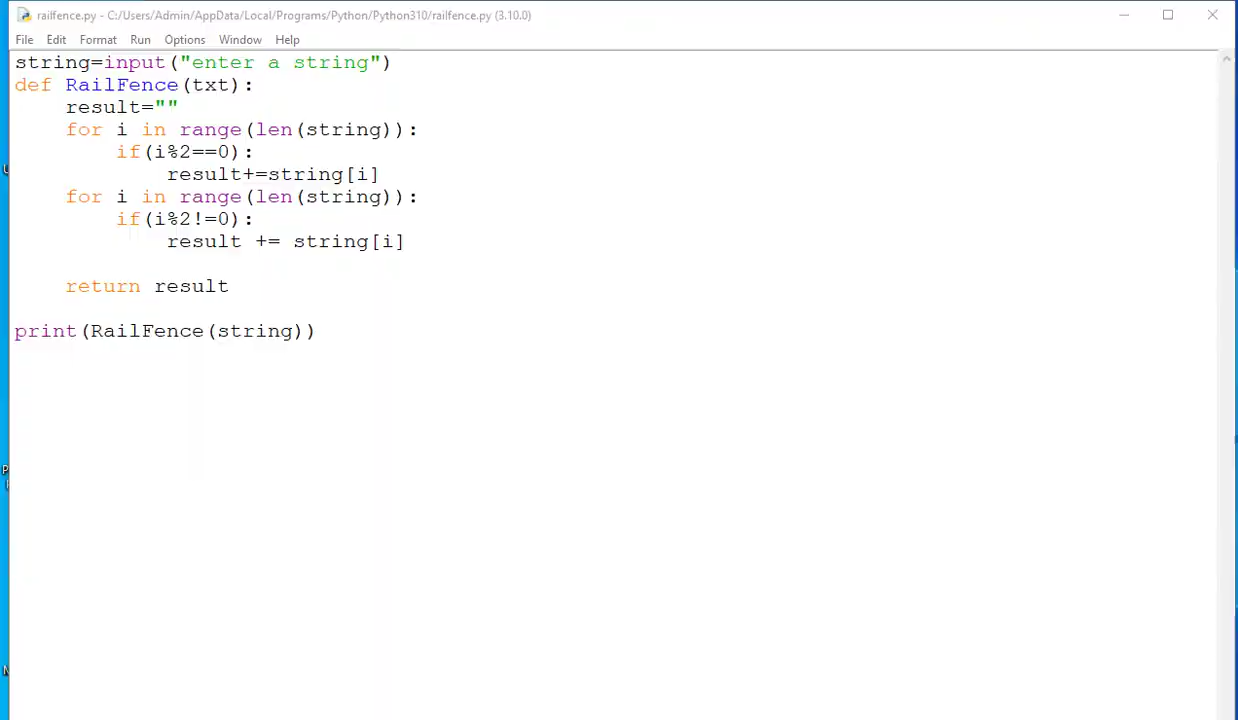 railfence.py - C:/Users/Admin/AppData/Local/Programs/Python/Python310/railfence.py (3.10.0)
File Edit Format Run Options Window Help
string=input("enter a string")
def RailFence(txt):
    result=""
    for i in range(len(string)):
        if(i%2==0):
            result+=string[i]
    for i in range(len(string)):
        if(i%2!=0):
            result += string[i]
    return result
print(RailFence(string))